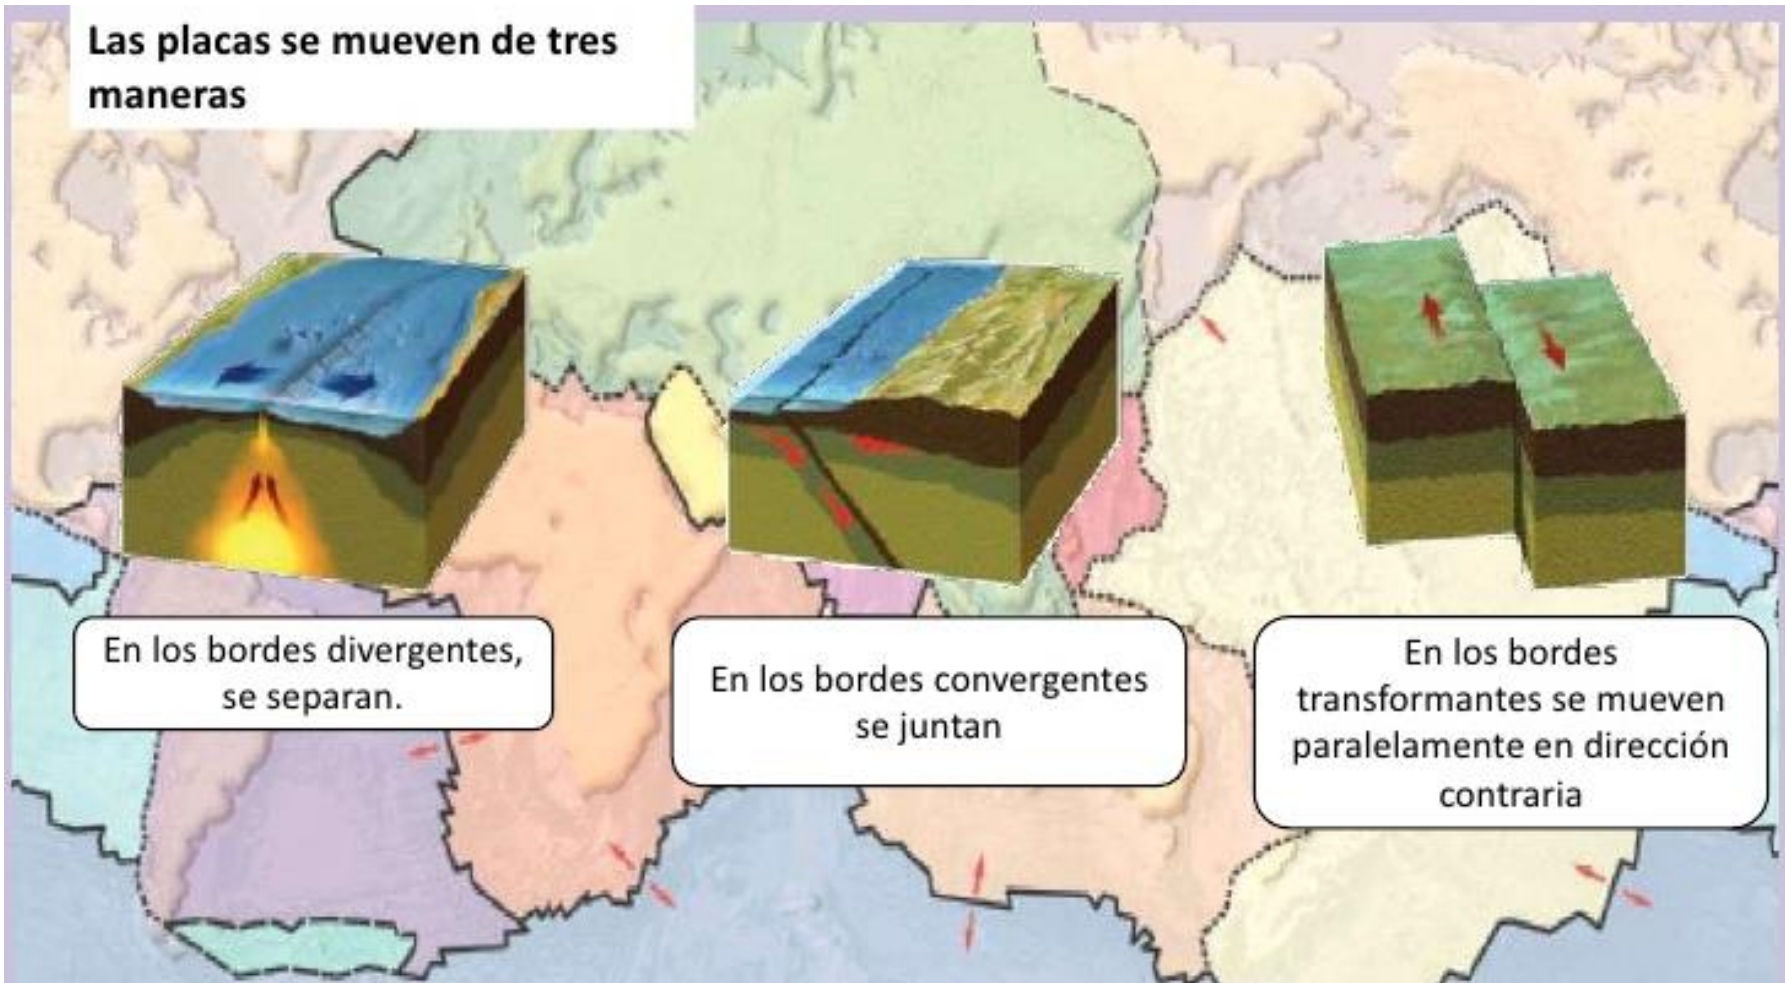 Las placas se mueven de tres
maneras
En los bordes divergentes,
se separan.
En los bordes convergentes
se juntan
En los bordes
transformantes se mueven
paralelamente en dirección
contraria